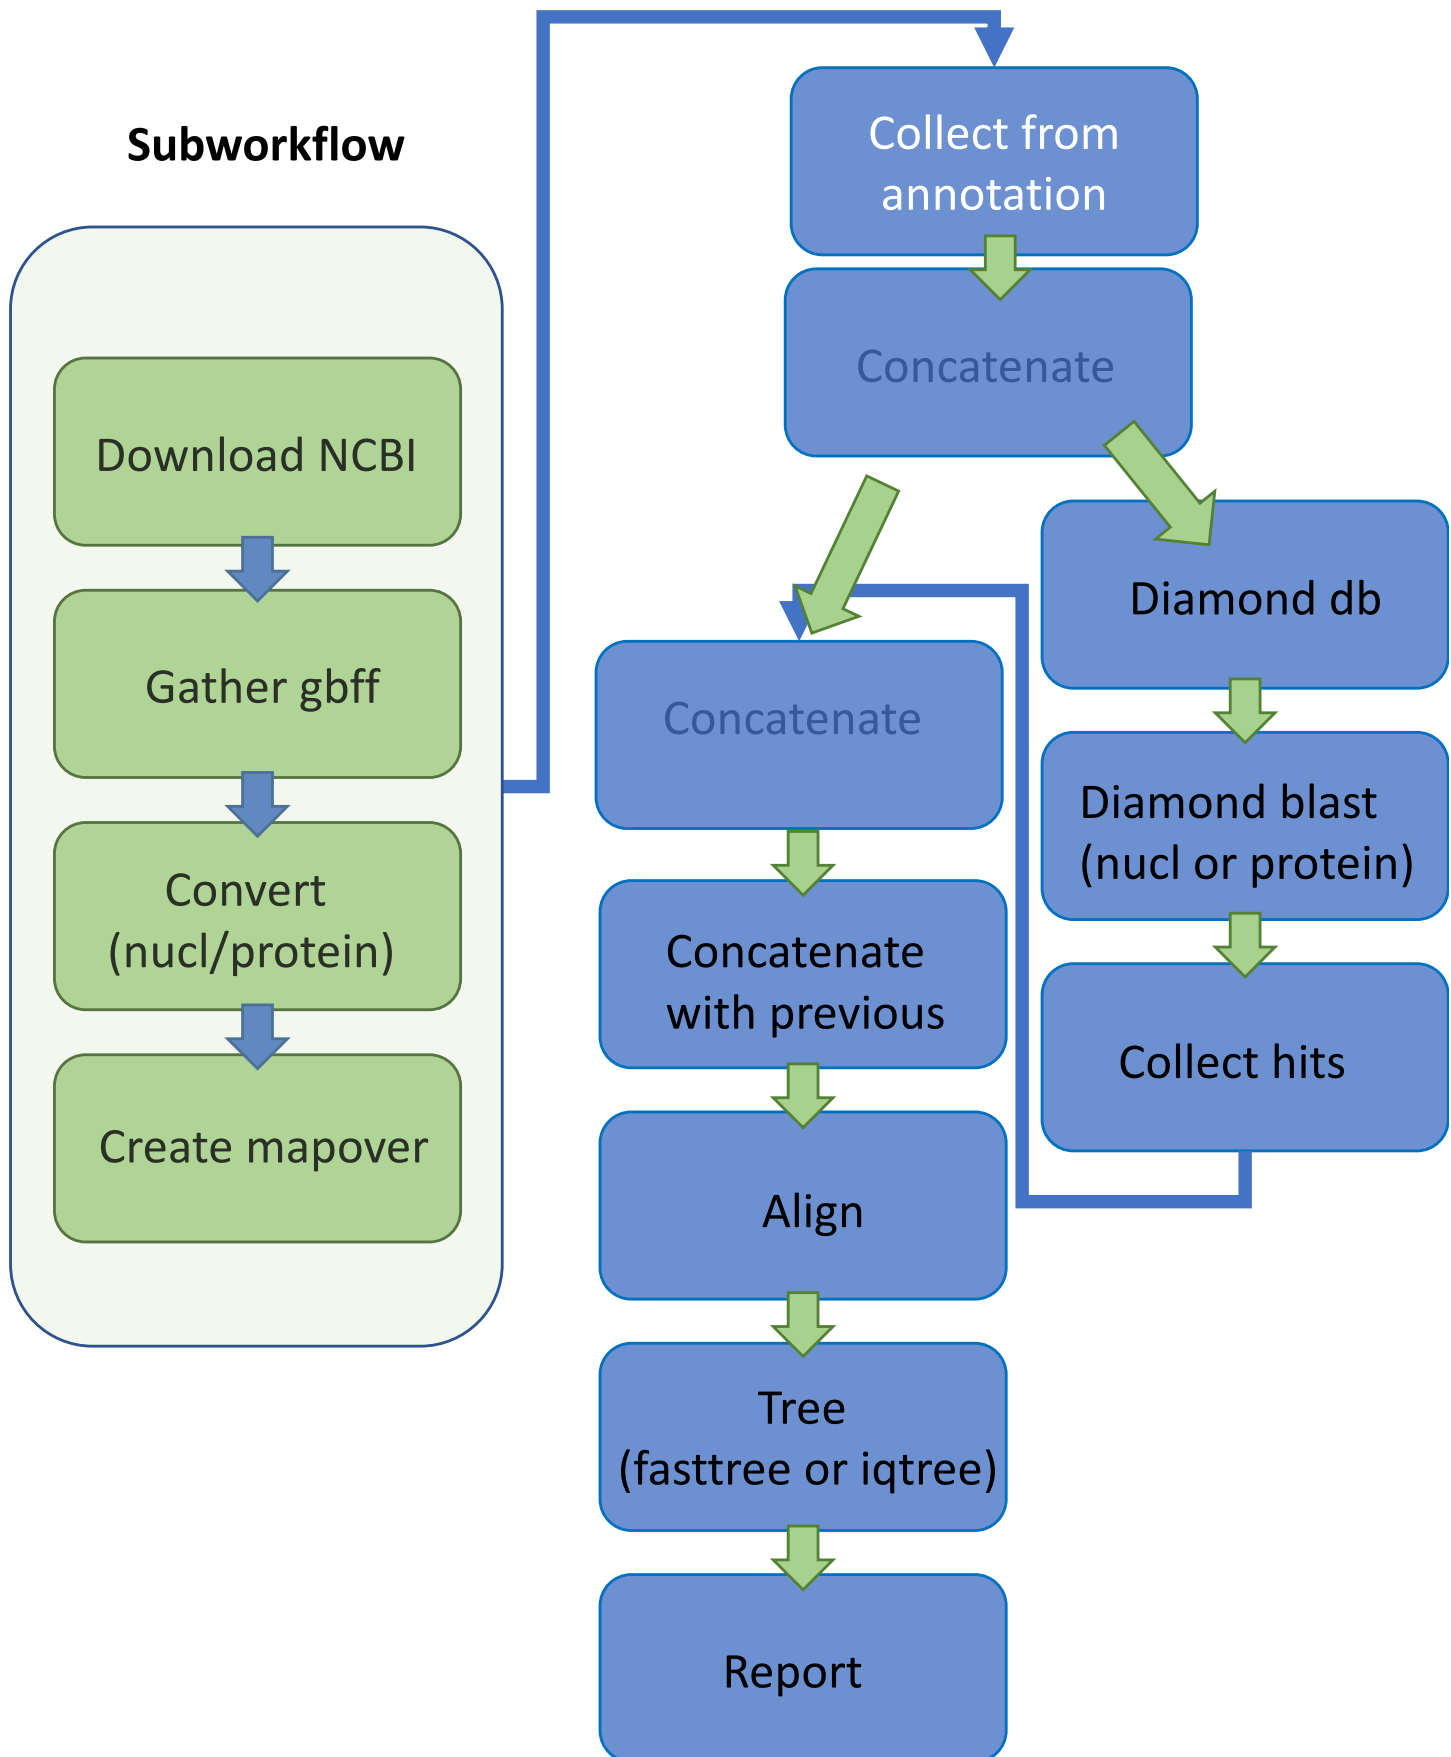 Subworkflow
Download NCBI
Gather gbff
Convert
(nucl/protein)
Create mapover
Collect from
annotation
Concatenate
Diamond db
Diamond blast
(nucl or protein)
Collect hits
Concatenate
Concatenate
with previous
Align
Tree
(fasttree or iqtree)
Report